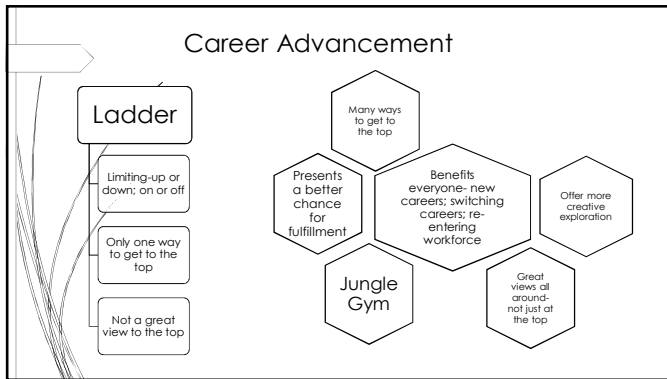 Career Advancement
Ladder
Limiting-up or
down; on or off
Only one way
to get to the
top
Not a great
view to the top
Many ways
to get to
the top
Presents
a better
chance
for
fulfillment
Benefits
everyone- new
careers; switching
careers; re-
entering
workforce
Offer more
creative
exploration
Jungle
Gym
Great
views all
around-
not just at
the top